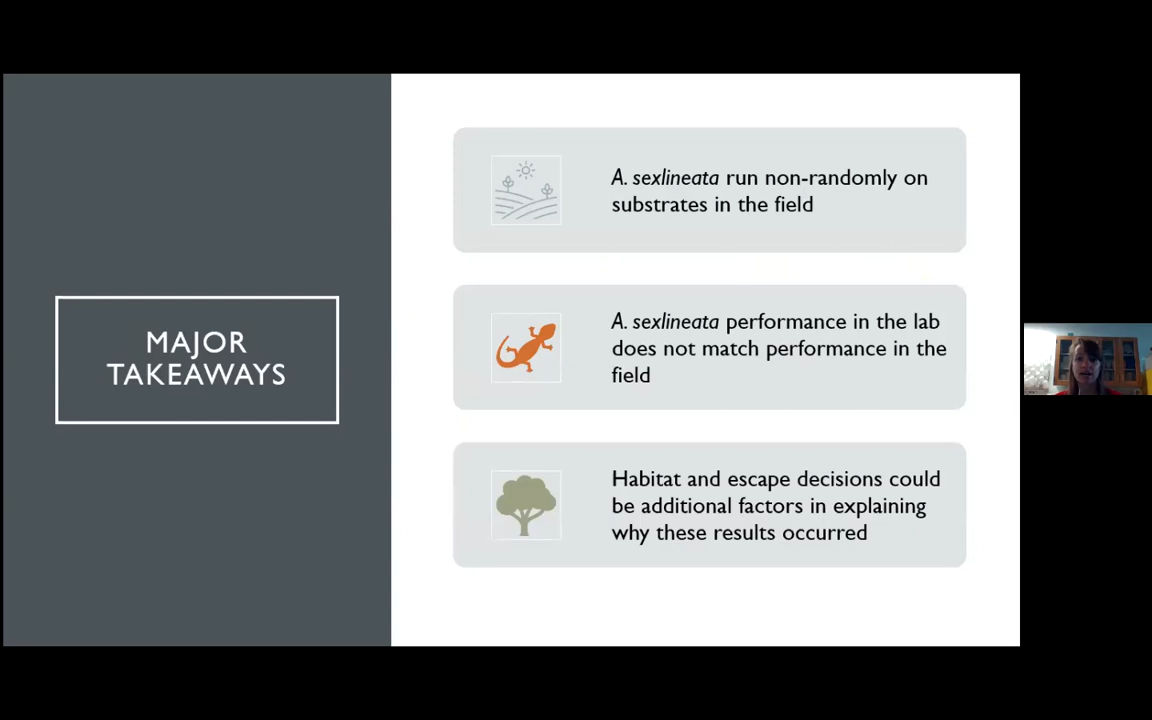 MAJOR
TAKEAWAYS
A. sexlineata run non-randomly on
substrates in the field
A. sexlineata performance in the lab
does not match performance in the
field
Habitat and escape decisions could
be additional factors in explaining
why these results occurred